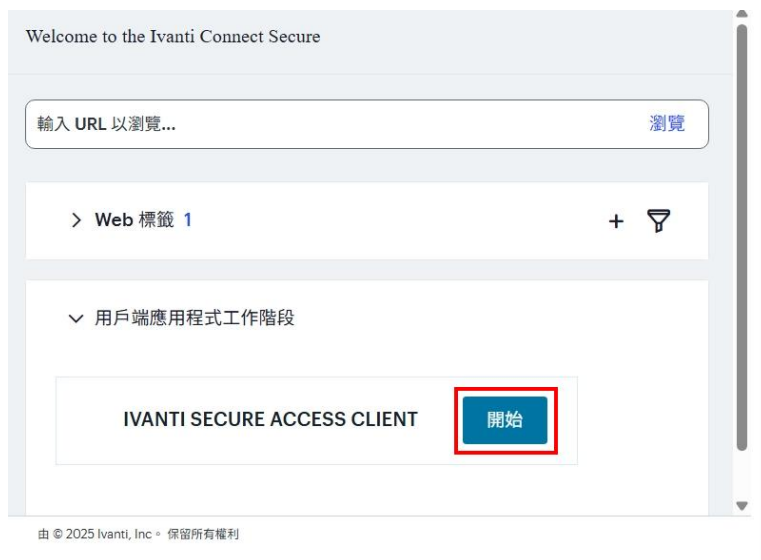 Welcome to the Ivanti Connect Secure
輸入 URL 以瀏覽... 瀏覽
Web 標籤 1 +
用戶端應用程式工作階段
IVANTI SECURE ACCESS CLIENT 開始
由 © 2025 Ivanti, Inc。 保留所有權利